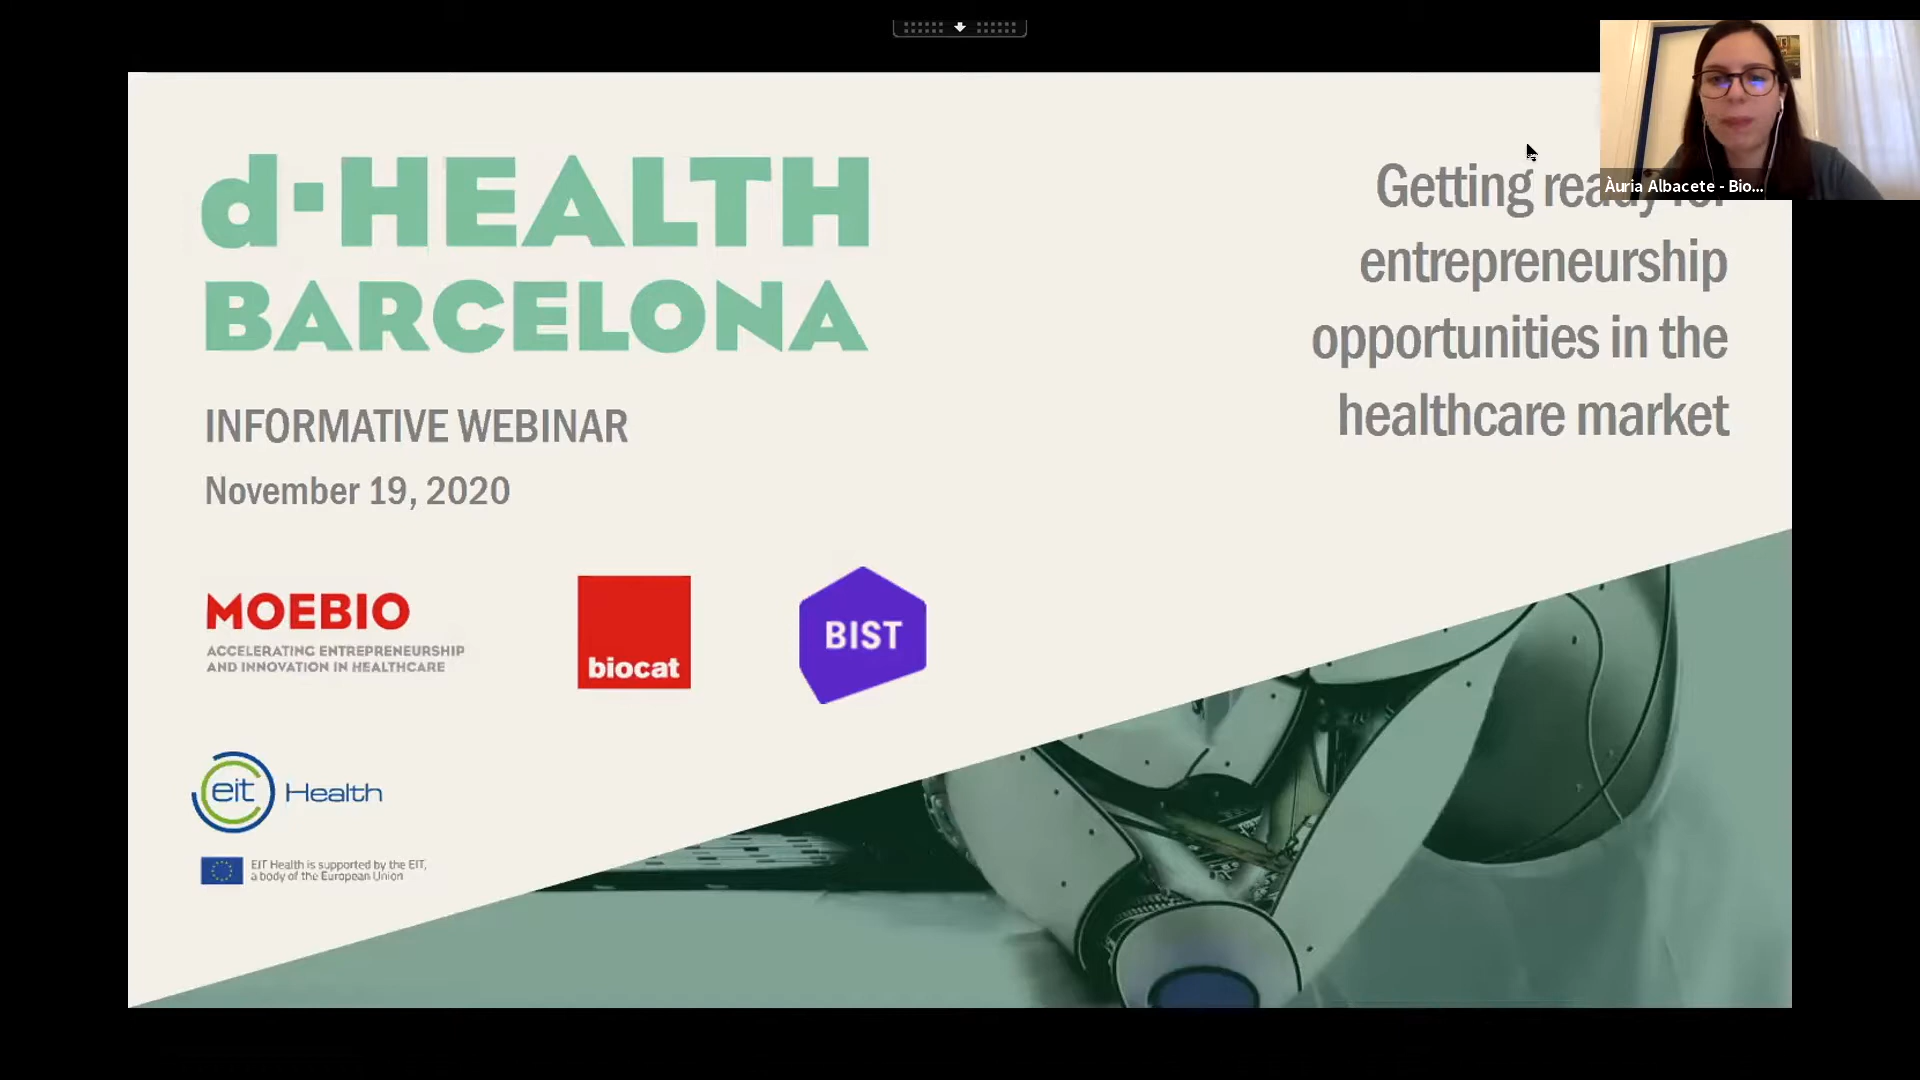 d·HEALTH
BARCELONA
INFORMATIVE WEBINAR
November 19, 2020
Getting ready for
entrepreneurship
opportunities in the
healthcare market
Àuria Albacete - Bio...
MOEBIO
ACCELERATING ENTREPRENEURSHIP
AND INNOVATION IN HEALTHCARE
biocat
BIST
eit Health
EIT Health is supported by the EIT,
a body of the European Union